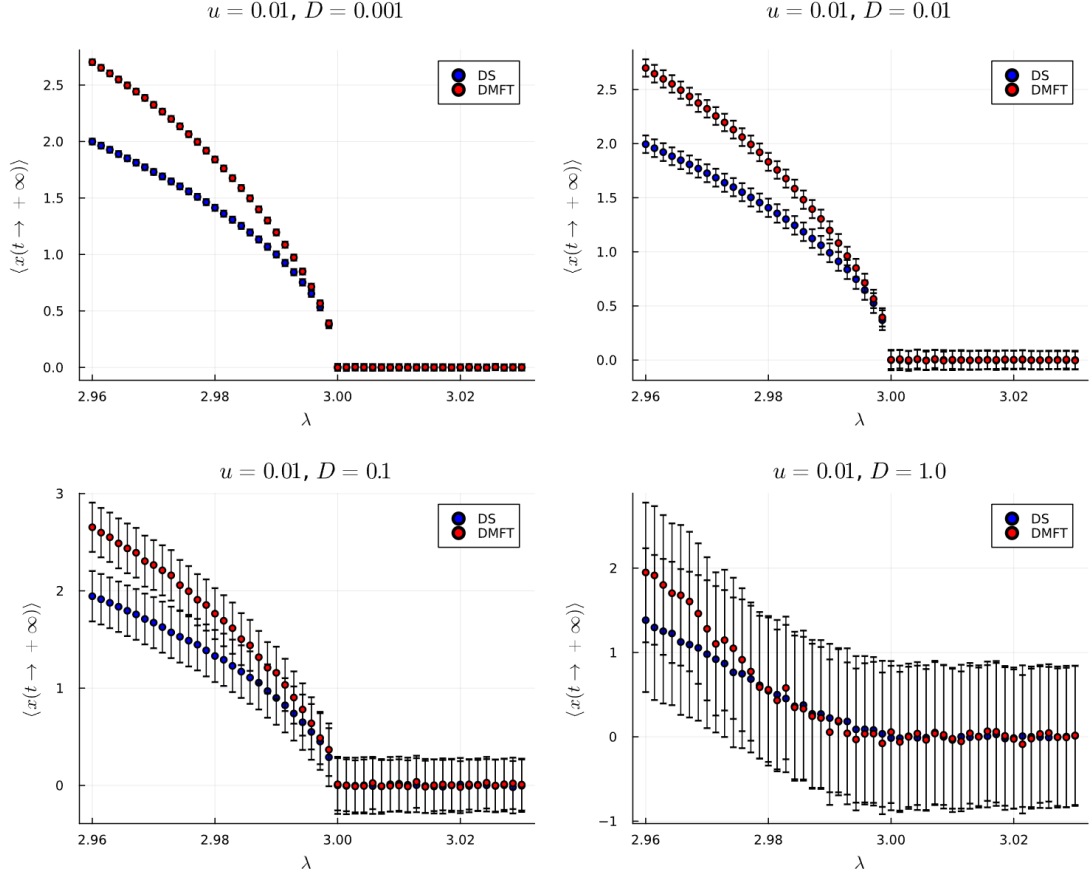 u = 0.01, D = 0.001
⟨x(t → +∞)⟩
2.5
2.0
1.5
1.0
0.5
0.0
DS
DMFT
2.96
2.98
3.00
3.02
λ
u = 0.01, D = 0.01
⟨x(t → +∞)⟩
2.5
2.0
1.5
1.0
0.5
0.0
DS
DMFT
2.96
2.98
3.00
3.02
λ
u = 0.01, D = 0.1
⟨x(t → +∞)⟩
3
2
1
0
DS
DMFT
2.96
2.98
3.00
3.02
λ
u = 0.01, D = 1.0
⟨x(t → +∞)⟩
2
1
0
−1
DS
DMFT
2.96
2.98
3.00
3.02
λ